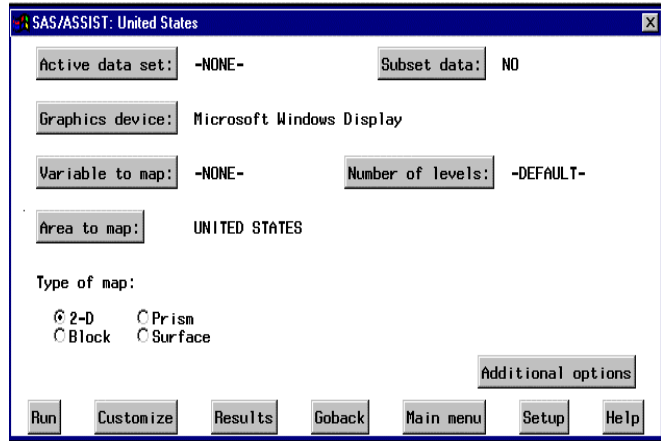 SAS/ASSIST: United States
Active data set: -NONE- Subset data: NO
Graphics device: Microsoft Windows Display
Variable to map: -NONE- Number of levels: -DEFAULT-
Area to map: UNITED STATES
Type of map:
2-D Prism
Block Surface
Additional options
Run Customize Results Goback Main menu Setup Help